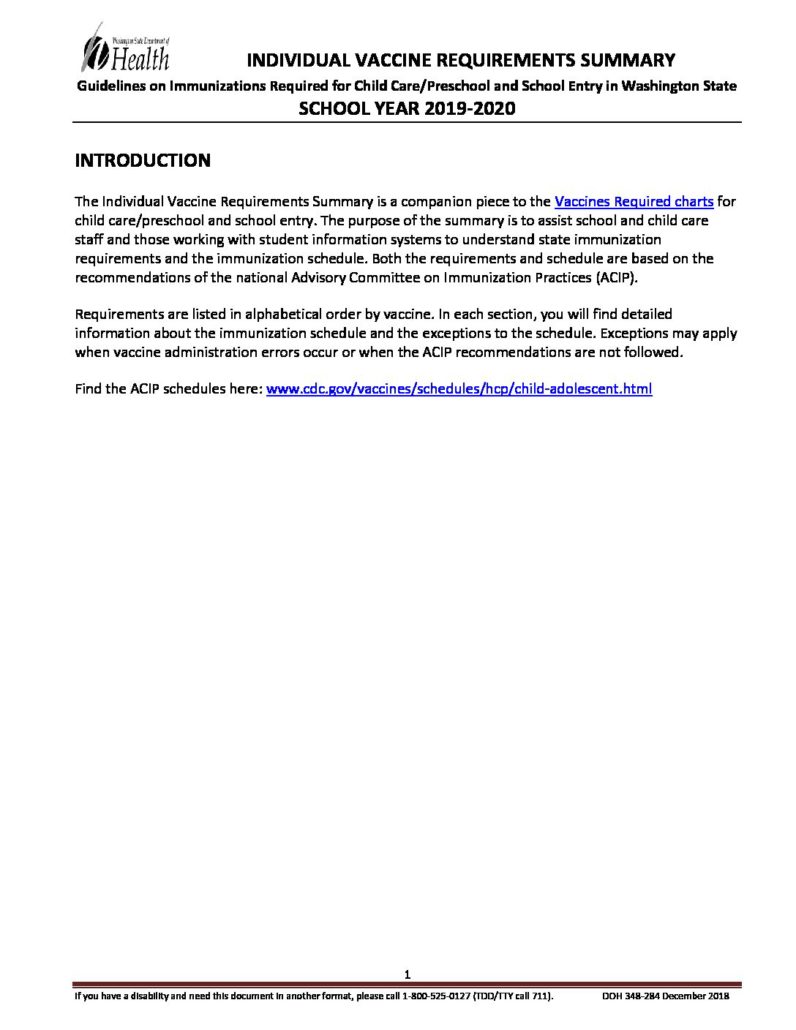 Washington State Department of
Health
INDIVIDUAL VACCINE REQUIREMENTS SUMMARY
Guidelines on Immunizations Required for Child Care/Preschool and School Entry in Washington State
SCHOOL YEAR 2019-2020
INTRODUCTION
The Individual Vaccine Requirements Summary is a companion piece to the Vaccines Required charts for
child care/preschool and school entry. The purpose of the summary is to assist school and child care
staff and those working with student information systems to understand state immunization
requirements and the immunization schedule. Both the requirements and schedule are based on the
recommendations of the national Advisory Committee on Immunization Practices (ACIP).
Requirements are listed in alphabetical order by vaccine. In each section, you will find detailed
information about the immunization schedule and the exceptions to the schedule. Exceptions may apply
when vaccine administration errors occur or when the ACIP recommendations are not followed.
Find the ACIP schedules here: www.cdc.gov/vaccines/schedules/hcp/child-adolescent.html
1
If you have a disability and need this document in another format, please call 1-800-525-0127 (TDD/TTY call 711). DOH 348-284 December 2018